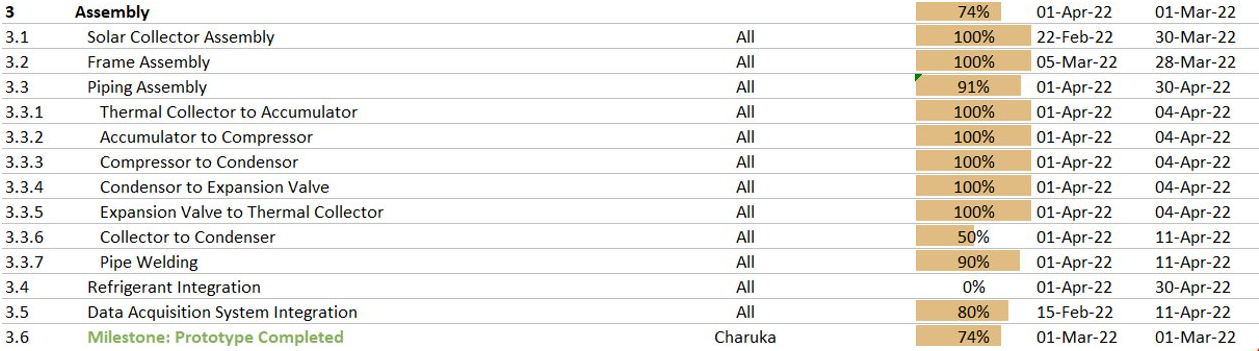 3 Assembly 74% 01-Apr-22 01-Mar-22
3.1 Solar Collector Assembly All 100% 22-Feb-22 30-Mar-22
3.2 Frame Assembly All 100% 05-Mar-22 28-Mar-22
3.3 Piping Assembly All 91% 01-Apr-22 30-Apr-22
3.3.1 Thermal Collector to Accumulator All 100% 01-Apr-22 04-Apr-22
3.3.2 Accumulator to Compressor All 100% 01-Apr-22 04-Apr-22
3.3.3 Compressor to Condensor All 100% 01-Apr-22 04-Apr-22
3.3.4 Condensor to Expansion Valve All 100% 01-Apr-22 04-Apr-22
3.3.5 Expansion Valve to Thermal Collector All 100% 01-Apr-22 04-Apr-22
3.3.6 Collector to Condenser All 50% 01-Apr-22 11-Apr-22
3.3.7 Pipe Welding All 90% 01-Apr-22 11-Apr-22
3.4 Refrigerant Integration All 0% 01-Apr-22 30-Apr-22
3.5 Data Acquisition System Integration All 80% 15-Feb-22 11-Apr-22
3.6 Milestone: Prototype Completed Charuka 74% 01-Mar-22 01-Mar-22